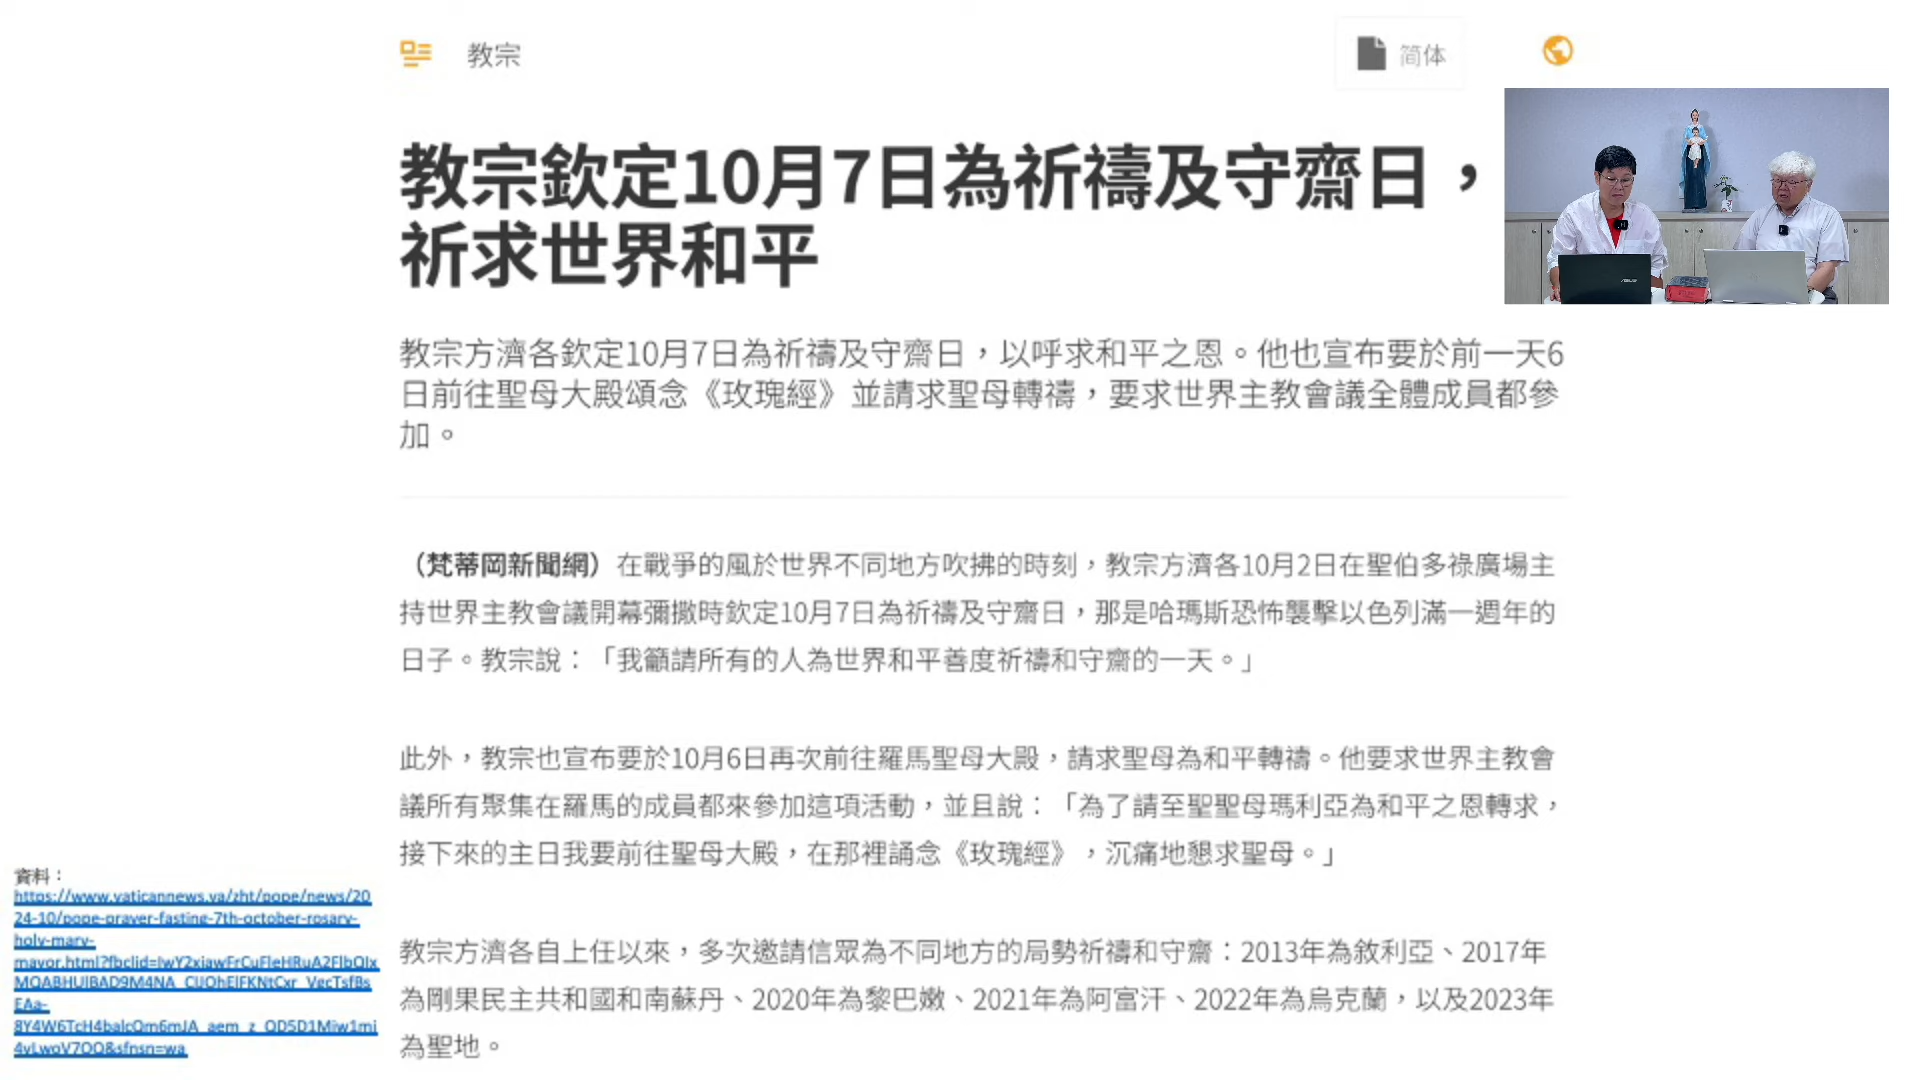 教宗
简体
教宗欽定10月7日為祈禱及守齋日，
祈求世界和平
教宗方濟各欽定10月7日為祈禱及守齋日，以呼求和平之恩。他也宣布要於前一天6
日前往聖母大殿頌念《玫瑰經》並請求聖母轉禱，要求世界主教會議全體成員都參
加。
（梵蒂岡新聞網）在戰爭的風於世界不同地方吹拂的時刻，教宗方濟各10月2日在聖伯多祿廣場主
持世界主教會議開幕彌撒時欽定10月7日為祈禱及守齋日，那是哈瑪斯恐怖襲擊以色列滿一週年的
日子。教宗說：「我籲請所有的人為世界和平善度祈禱和守齋的一天。」
此外，教宗也宣布要於10月6日再次前往羅馬聖母大殿，請求聖母為和平轉禱。他要求世界主教會
議所有聚集在羅馬的成員都來參加這項活動，並且說：「為了請至聖聖母瑪利亞為和平之恩轉求，
接下來的主日我要前往聖母大殿，在那裡誦念《玫瑰經》，沉痛地懇求聖母。」
教宗方濟各自上任以來，多次邀請信眾為不同地方的局勢祈禱和守齋：2013年為敘利亞、2017年
為剛果民主共和國和南蘇丹、2020年為黎巴嫩、2021年為阿富汗、2022年為烏克蘭，以及2023年
為聖地。
資料：
https://www.vaticannews.va/zht/pope/news/20
24-10/pope-prayer-fasting-7th-october-rosary-
holy-mary-